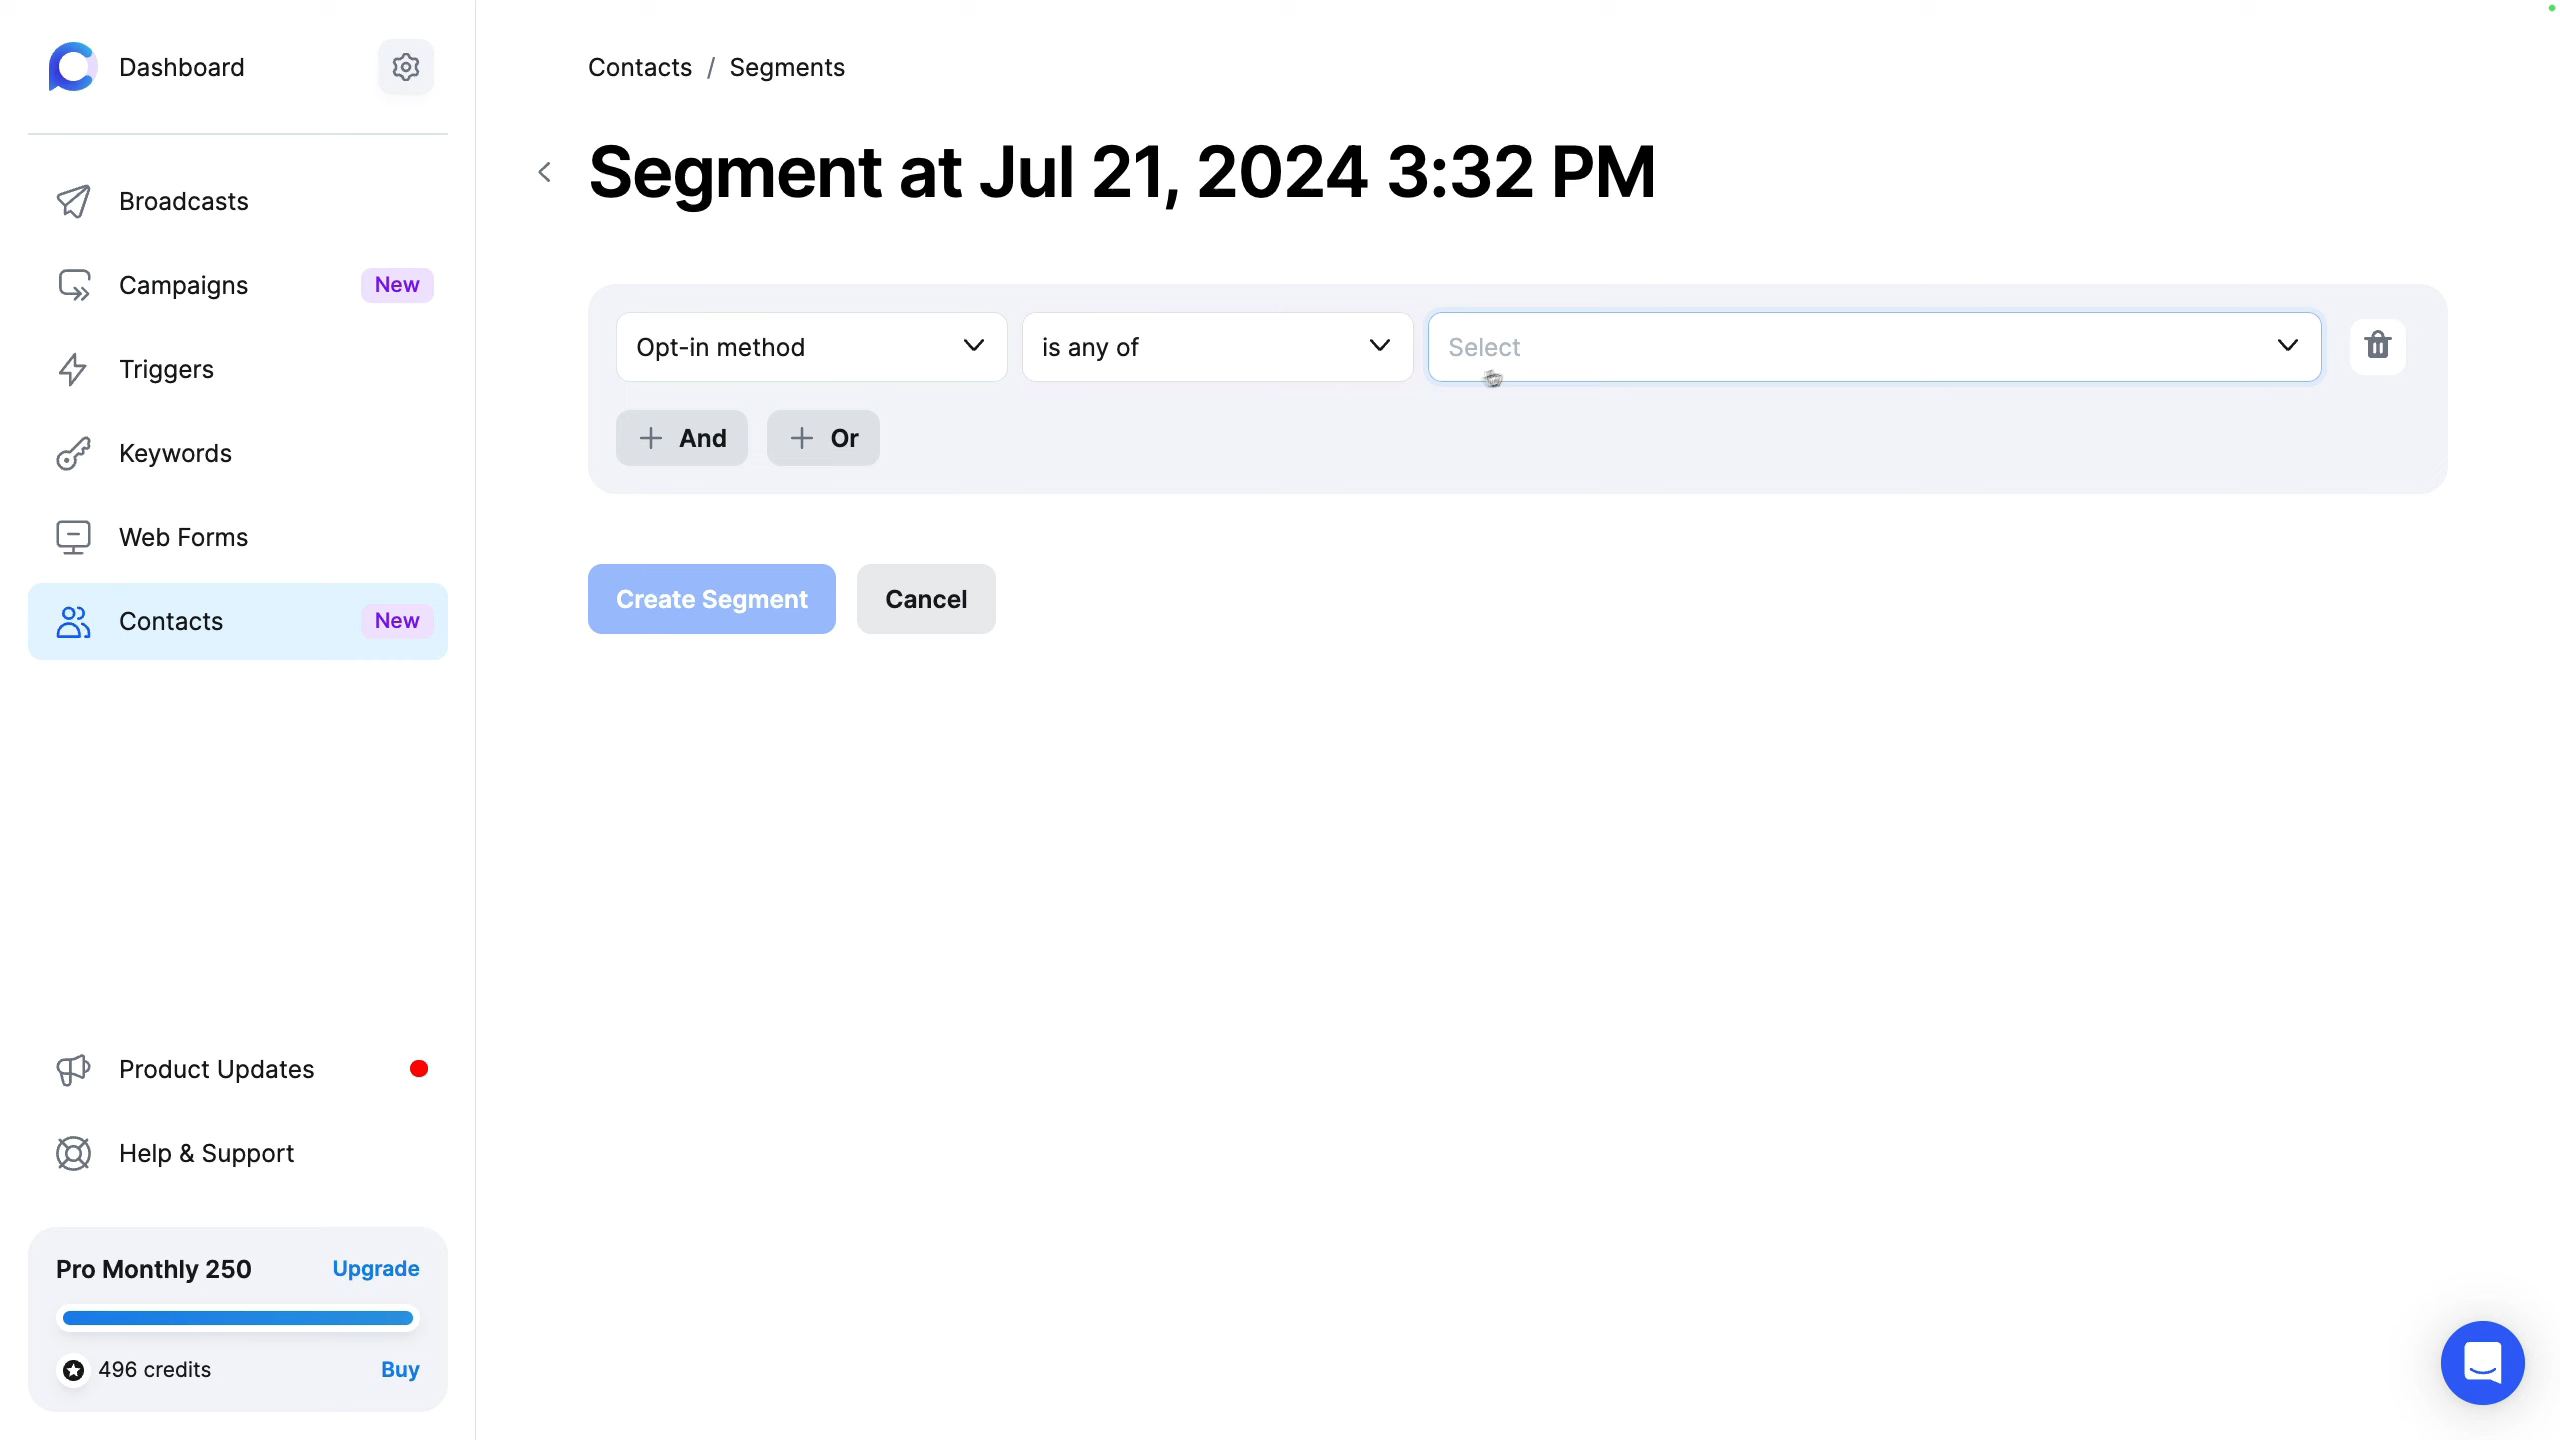 Dashboard
Broadcasts
Campaigns New
Triggers
Keywords
Web Forms
Contacts New
Product Updates
Help & Support
Pro Monthly 250 Upgrade
496 credits Buy
Contacts / Segments
Segment at Jul 21, 2024 3:32 PM
Opt-in method is any of Select
And Or
Create Segment Cancel